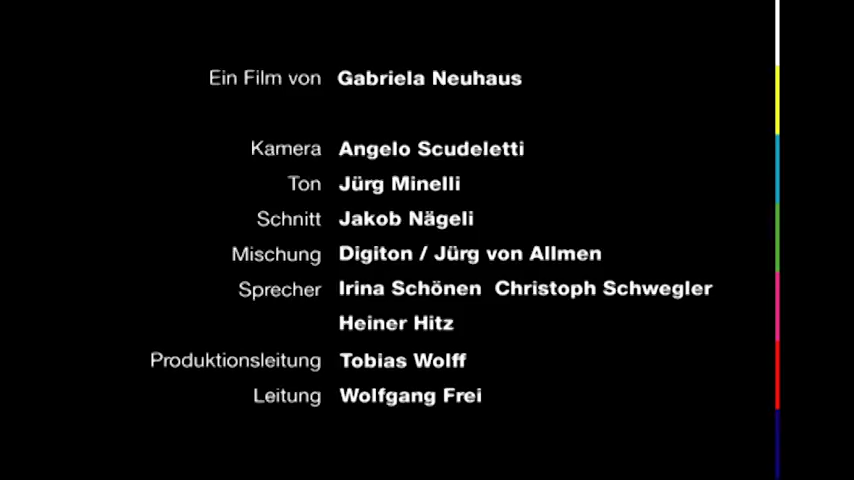 Ein Film von Gabriela Neuhaus
Kamera Angelo Scudeletti
Ton Jürg Minelli
Schnitt Jakob Nägeli
Mischung Digiton / Jürg von Allmen
Sprecher Irina Schönen Christoph Schwegler
Heiner Hitz
Produktionsleitung Tobias Wolff
Leitung Wolfgang Frei